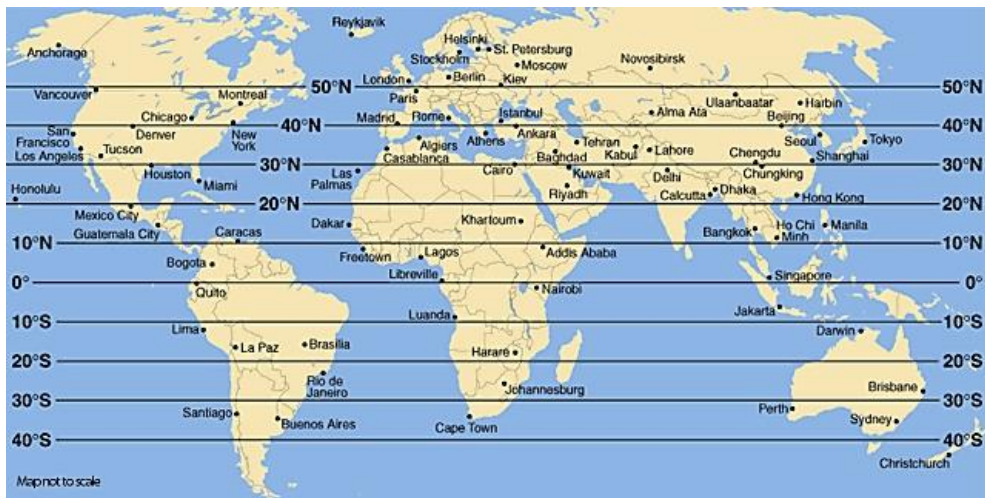 Reykjavik
Helsinki
Anchorage
St. Petersburg
Stockholm
Moscow
Novosibirsk
London
Berlin
Kiev
50°N
50°N
Vancouver
Montreal
Paris
Ulaanbaatar
Harbin
Chicago
Madrid
Rome
Istanbul
Alma Ata
Beijing
40°N
40°N
San
Francisco
Denver
New
York
Ankara
Los Angeles
Tucson
Algiers
Athens
Tehran
Seoul
Tokyo
Casablanca
Baghdad
Kabul
Lahore
Chengdu
Shanghai
30°N
30°N
Houston
Miami
Las
Palmas
Cairo
Kuwait
Delhi
Chungking
Honolulu
Riyadh
Calcutta
Dhaka
Hong Kong
20°N
20°N
Mexico City
Dakar
Khartoum
Bangkok
Ho Chi
Minh
Manila
Guatemala City
Caracas
10°N
10°N
Freetown
Lagos
Addis Ababa
Bogota
Libreville
Singapore
0°
0°
Quito
Nairobi
Luanda
Jakarta
10°S
10°S
Lima
Darwin
La Paz
Brasilia
Harare
20°S
20°S
Rio de
Janeiro
Johannesburg
Brisbane
30°S
30°S
Santiago
Buenos Aires
Cape Town
Perth
Sydney
40°S
40°S
Christchurch
Map not to scale